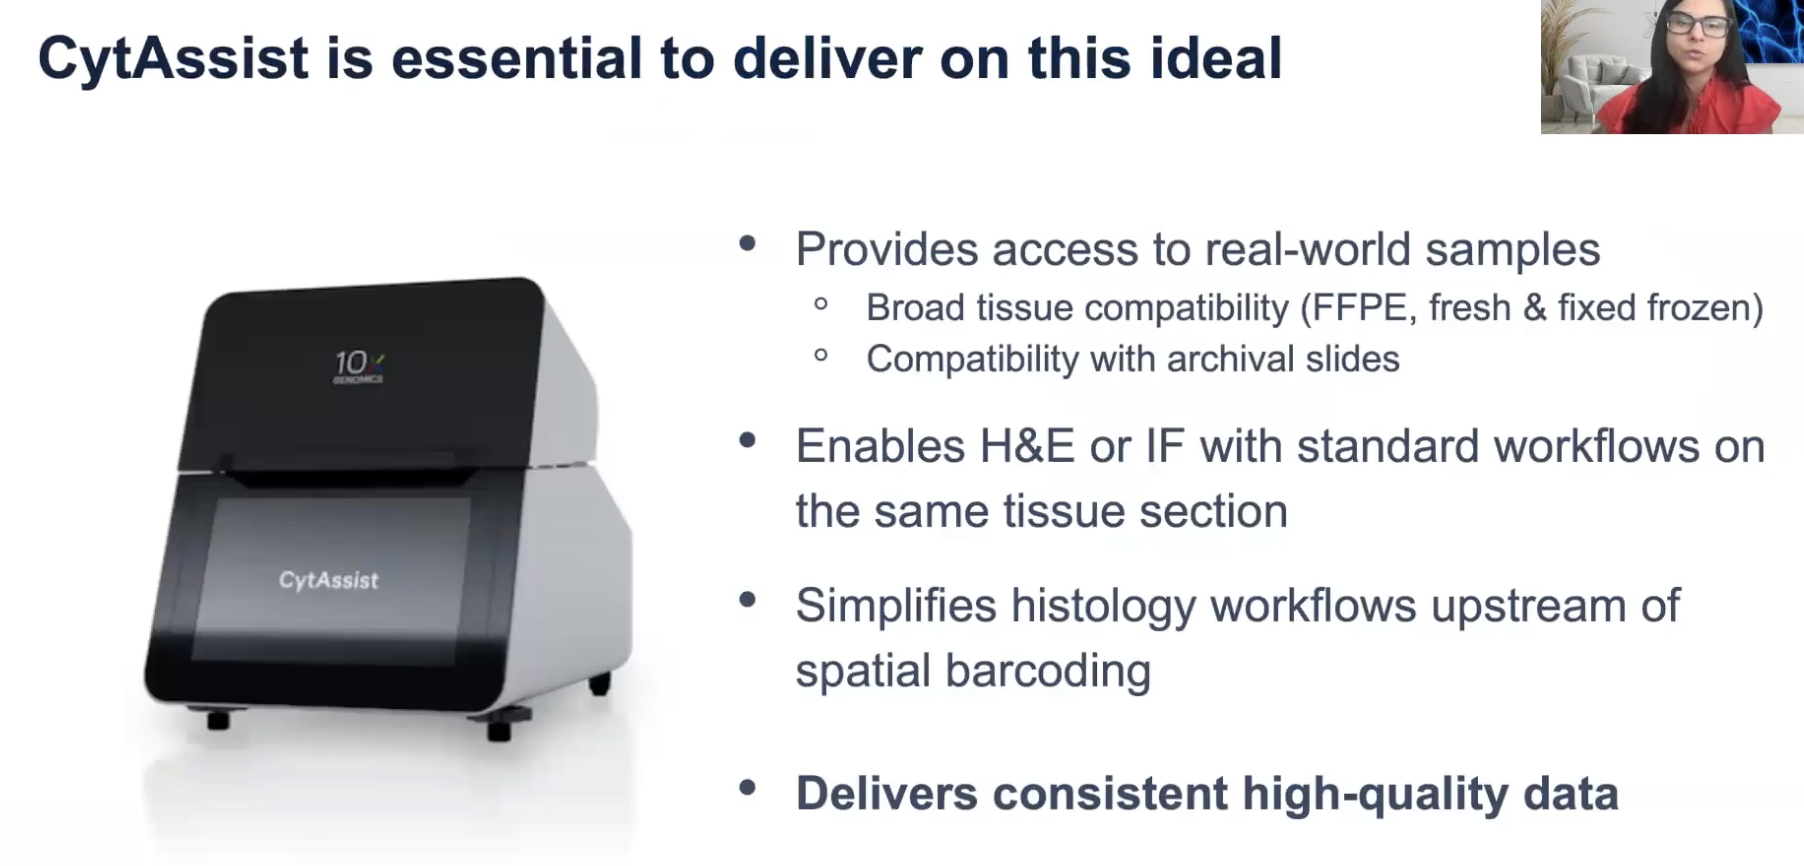 CytAssist is essential to deliver on this ideal
10x
GENOMICS
CytAssist
• Provides access to real-world samples
◦ Broad tissue compatibility (FFPE, fresh & fixed frozen)
◦ Compatibility with archival slides
• Enables H&E or IF with standard workflows on
the same tissue section
• Simplifies histology workflows upstream of
spatial barcoding
• Delivers consistent high-quality data